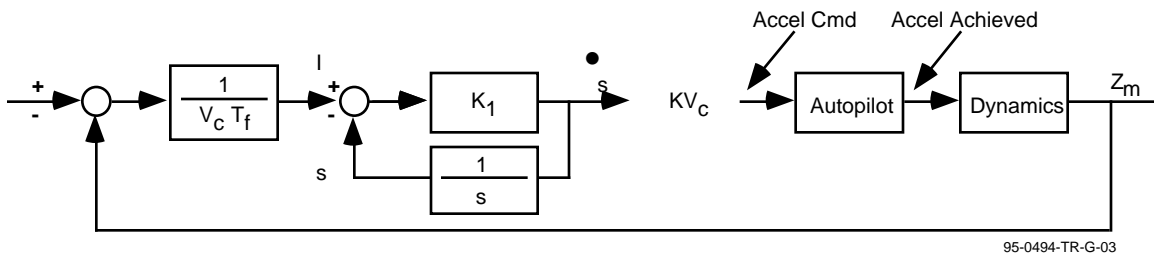 Accel Cmd
Accel Achieved
+
-
1
V_c T_f
l
+
-
s
K_1
1
s
•
s
KV_c
Autopilot
Dynamics
Z_m
95-0494-TR-G-03